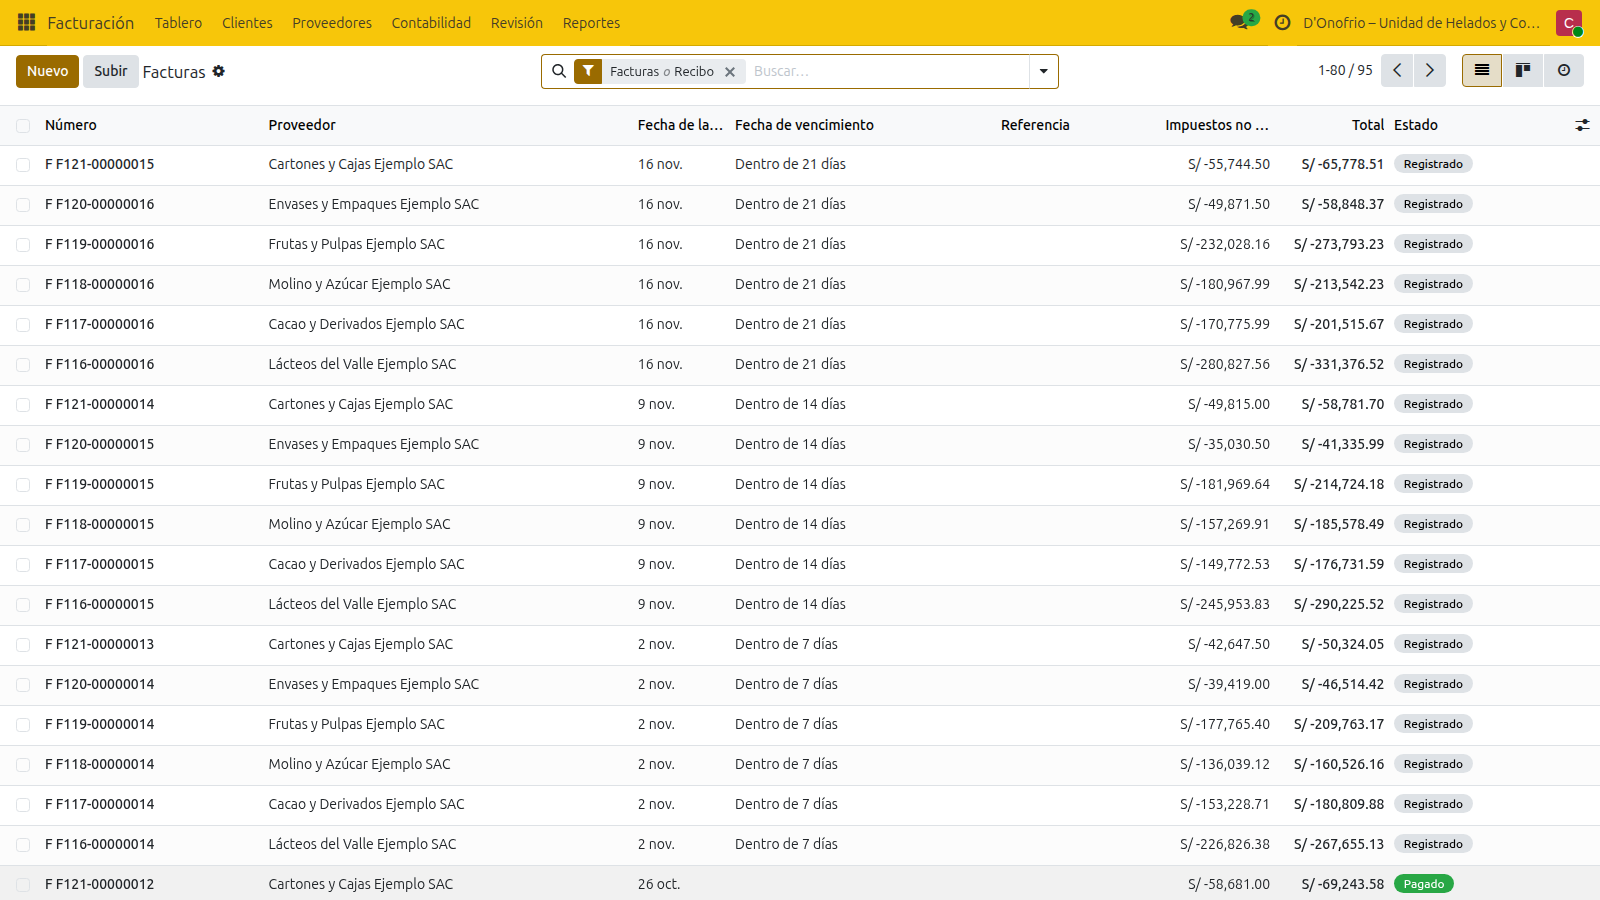 Facturación Tablero Clientes Proveedores Contabilidad Revisión Reportes 2 D'Onofrio – Unidad de Helados y Co... C
Nuevo Subir Facturas Facturas o Recibo Buscar... 1-80 / 95
Número Proveedor Fecha de la... Fecha de vencimiento Referencia Impuestos no ... Total Estado
F F121-00000015 Cartones y Cajas Ejemplo SAC 16 nov. Dentro de 21 días S/ -55,744.50 S/ -65,778.51 Registrado
F F120-00000016 Envases y Empaques Ejemplo SAC 16 nov. Dentro de 21 días S/ -49,871.50 S/ -58,848.37 Registrado
F F119-00000016 Frutas y Pulpas Ejemplo SAC 16 nov. Dentro de 21 días S/ -232,028.16 S/ -273,793.23 Registrado
F F118-00000016 Molino y Azúcar Ejemplo SAC 16 nov. Dentro de 21 días S/ -180,967.99 S/ -213,542.23 Registrado
F F117-00000016 Cacao y Derivados Ejemplo SAC 16 nov. Dentro de 21 días S/ -170,775.99 S/ -201,515.67 Registrado
F F116-00000016 Lácteos del Valle Ejemplo SAC 16 nov. Dentro de 21 días S/ -280,827.56 S/ -331,376.52 Registrado
F F121-00000014 Cartones y Cajas Ejemplo SAC 9 nov. Dentro de 14 días S/ -49,815.00 S/ -58,781.70 Registrado
F F120-00000015 Envases y Empaques Ejemplo SAC 9 nov. Dentro de 14 días S/ -35,030.50 S/ -41,335.99 Registrado
F F119-00000015 Frutas y Pulpas Ejemplo SAC 9 nov. Dentro de 14 días S/ -181,969.64 S/ -214,724.18 Registrado
F F118-00000015 Molino y Azúcar Ejemplo SAC 9 nov. Dentro de 14 días S/ -157,269.91 S/ -185,578.49 Registrado
F F117-00000015 Cacao y Derivados Ejemplo SAC 9 nov. Dentro de 14 días S/ -149,772.53 S/ -176,731.59 Registrado
F F116-00000015 Lácteos del Valle Ejemplo SAC 9 nov. Dentro de 14 días S/ -245,953.83 S/ -290,225.52 Registrado
F F121-00000013 Cartones y Cajas Ejemplo SAC 2 nov. Dentro de 7 días S/ -42,647.50 S/ -50,324.05 Registrado
F F120-00000014 Envases y Empaques Ejemplo SAC 2 nov. Dentro de 7 días S/ -39,419.00 S/ -46,514.42 Registrado
F F119-00000014 Frutas y Pulpas Ejemplo SAC 2 nov. Dentro de 7 días S/ -177,765.40 S/ -209,763.17 Registrado
F F118-00000014 Molino y Azúcar Ejemplo SAC 2 nov. Dentro de 7 días S/ -136,039.12 S/ -160,526.16 Registrado
F F117-00000014 Cacao y Derivados Ejemplo SAC 2 nov. Dentro de 7 días S/ -153,228.71 S/ -180,809.88 Registrado
F F116-00000014 Lácteos del Valle Ejemplo SAC 2 nov. Dentro de 7 días S/ -226,826.38 S/ -267,655.13 Registrado
F F121-00000012 Cartones y Cajas Ejemplo SAC 26 oct. S/ -58,681.00 S/ -69,243.58 Pagado